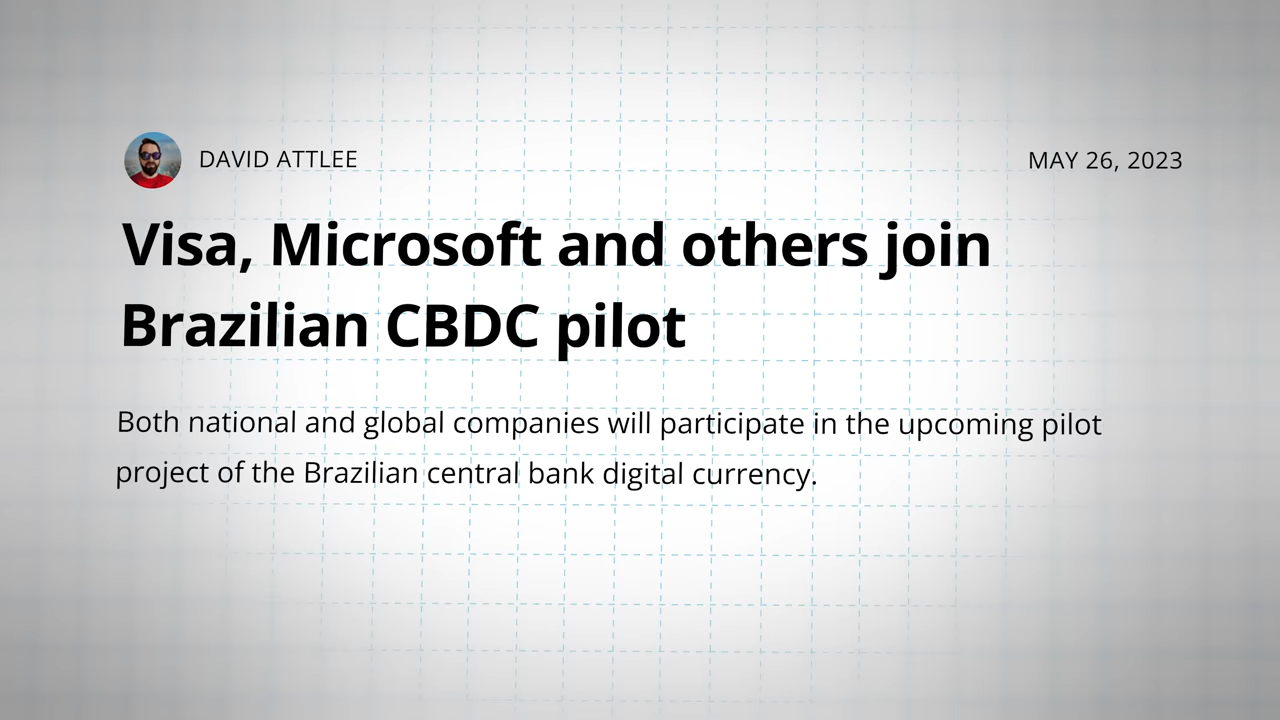 DAVID ATTLEE
MAY 26, 2023
Visa, Microsoft and others join
Brazilian CBDC pilot
Both national and global companies will participate in the upcoming pilot
project of the Brazilian central bank digital currency.